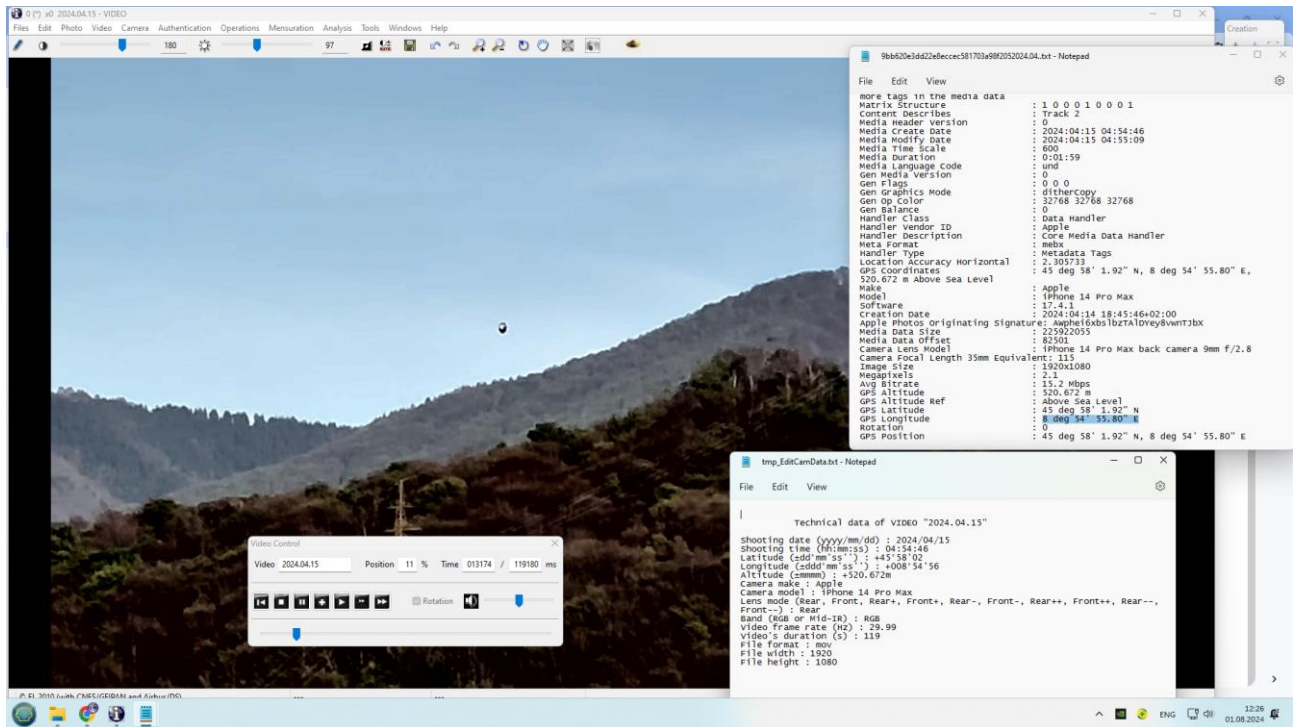 0 (*) x0 2024.04.15 - VIDEO
Files Edit Photo Video Camera Authentication Operations Mensuration Analysis Tools Windows Help
180
97
Creation
9bb620e3dd22e8eccec581703a98f2052024.04..txt - Notepad
File Edit View
more tags in the media data
Matrix Structure : 1 0 0 0 1 0 0 0 1
Content Describes : Track 2
Media Header Version : 0
Media Create Date : 2024:04:15 04:54:46
Media Modify Date : 2024:04:15 04:55:09
Media Time Scale : 600
Media Duration : 0:01:59
Media Language Code : und
Gen Media Version : 0
Gen Flags : 0 0 0
Gen Graphics Mode : ditherCopy
Gen Op Color : 32768 32768 32768
Gen Balance : 0
Handler Class : Data Handler
Handler Vendor ID : Apple
Handler Description : Core Media Data Handler
Meta Format : mebx
Handler Type : Metadata Tags
Location Accuracy Horizontal : 2.305733
GPS Coordinates : 45 deg 58' 1.92" N, 8 deg 54' 55.80" E,
520.672 m Above Sea Level
Make : Apple
Model : iPhone 14 Pro Max
Software : 17.4.1
Creation Date : 2024:04:14 18:45:46+02:00
Apple Photos Originating Signature: 
Media Data Size : 225922055
Media Data Offset : 82501
Camera Lens Model : iPhone 14 Pro Max back camera 9mm f/2.8
Camera Focal Length 35mm Equivalent: 115
Image Size : 1920x1080
Megapixels : 2.1
Avg Bitrate : 15.2 Mbps
GPS Altitude : 520.672 m
GPS Altitude Ref : Above Sea Level
GPS Latitude : 45 deg 58' 1.92" N
GPS Longitude : 8 deg 54' 55.80" E
Rotation : 0
GPS Position : 45 deg 58' 1.92" N, 8 deg 54' 55.80" E
tmp_EditCamData.txt - Notepad
File Edit View
Technical data of VIDEO "2024.04.15"
Shooting date (yyyy/mm/dd) : 2024/04/15
Shooting time (hh:mm:ss) : 04:54:46
Latitude (±dd°mm'ss'') : +45°58'02
Longitude (±ddd°mm'ss'') : +008°54'56
Altitude (±mmmm) : +520.672m
Camera make : Apple
Camera model : iPhone 14 Pro Max
Lens mode (Rear, Front, Rear+, Front+, Rear-, Front-, Rear++, Front++, Rear--,
Front--) : Rear
Band (RGB or Mid-IR) : RGB
Video frame rate (Hz) : 29.99
Video's duration (s) : 119
File format : mov
File width : 1920
File height : 1080
Video Control
Video 2024.04.15 Position 11 % Time 013174 / 119180 ms
Rotation
© FL 2010 (with CNES/GEIPAN and Airbus/DS)
ENG
12:26
01.08.2024